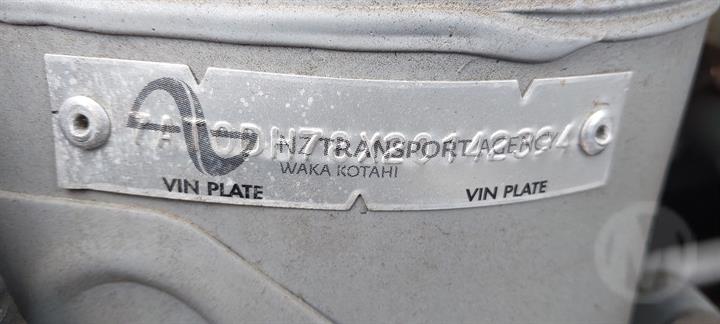 NZ TRANSPORT AGENCY
WAKA KOTAHI
VIN PLATE
VIN PLATE